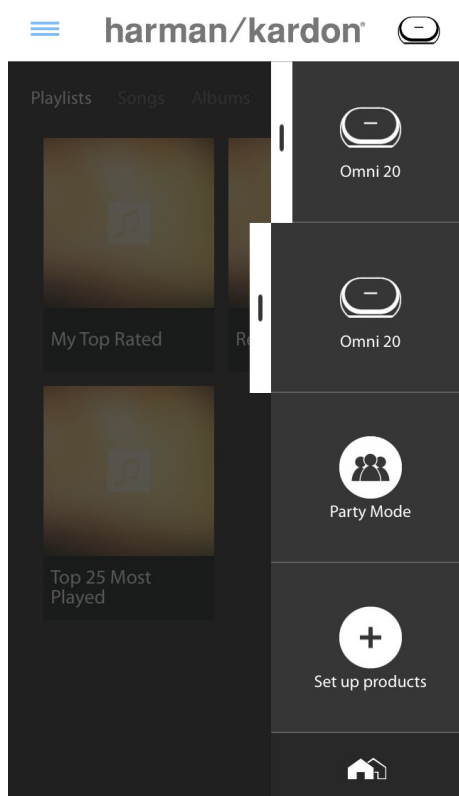 harman/kardon®
Playlists Songs Albums
Omni 20
My Top Rated
Re
Omni 20
Top 25 Most
Played
Party Mode
Set up products